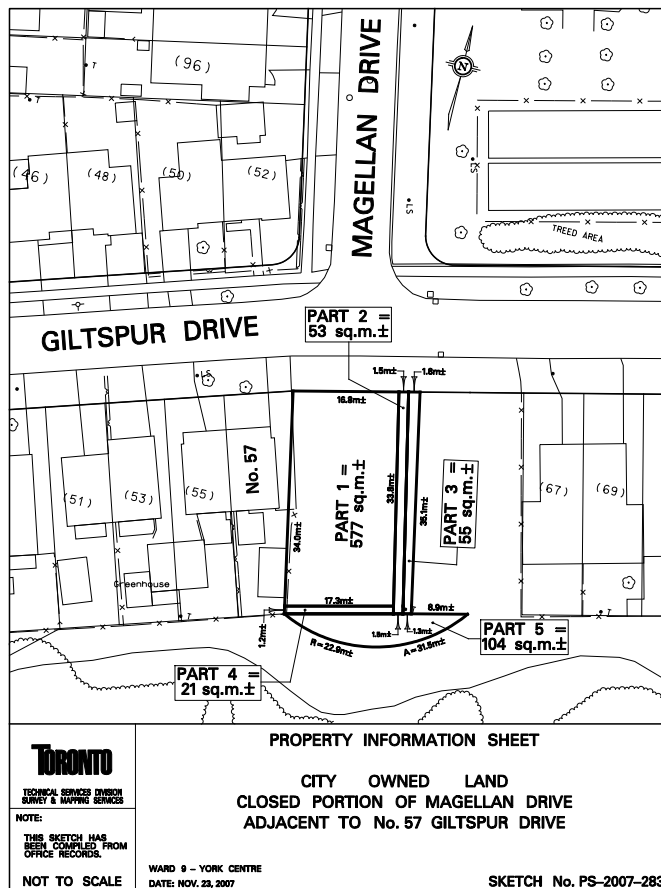 (96)
T
MAGELLAN DRIVE
N
(46)
(48)
(50)
(52)
LS
LS
TREED AREA
GILTSPUR DRIVE
PART 2 =
53 sq.m.±
LS
1.5m±
1.6m±
16.8m±
No. 57
PART 1 =
577 sq.m.±
33.8m±
35.1m±
PART 3 =
55 sq.m.±
34.0m±
(51)
(53)
(55)
(67)
(69)
Greenhouse
17.3m±
T
1.2m±
6.9m±
T
1.3m±
R = 22.9m±
A = 31.5m±
PART 5 =
104 sq.m.±
PART 4 =
21 sq.m.±
TORONTO
TECHNICAL SERVICES DIVISION
SURVEY & MAPPING SERVICES
NOTE:
THIS SKETCH HAS
BEEN COMPILED FROM
OFFICE RECORDS.
NOT TO SCALE
PROPERTY INFORMATION SHEET
CITY OWNED LAND
CLOSED PORTION OF MAGELLAN DRIVE
ADJACENT TO No. 57 GILTSPUR DRIVE
WARD 9 – YORK CENTRE
DATE: NOV. 23, 2007
SKETCH No. PS–2007–283